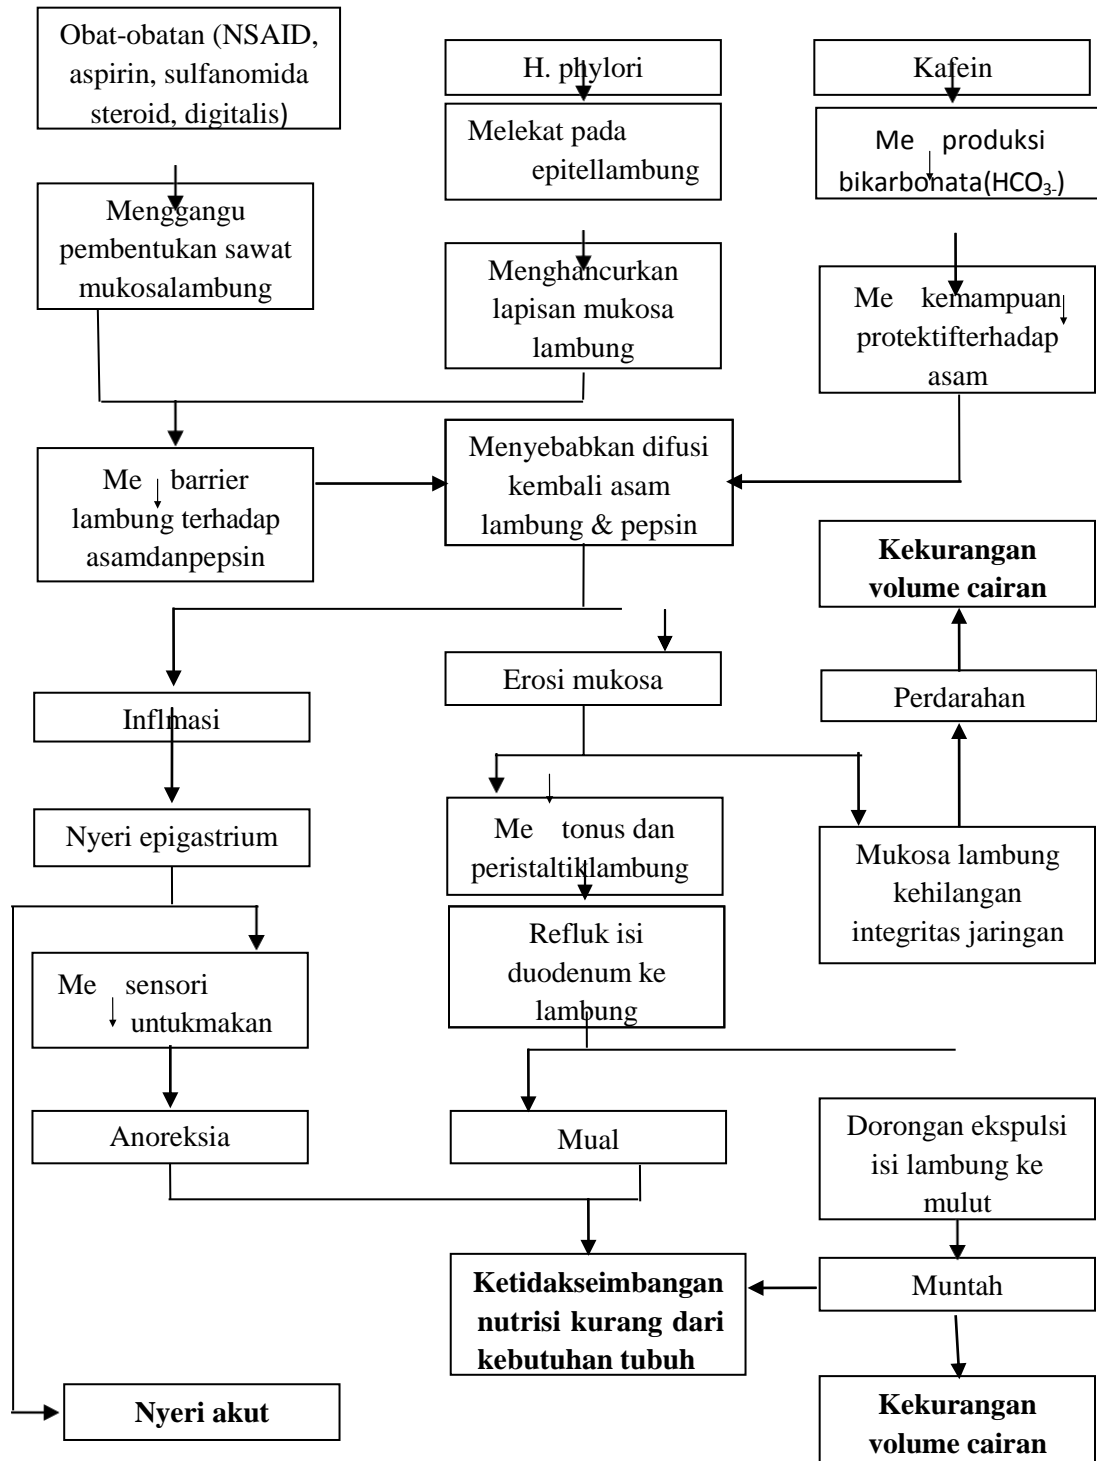 Obat-obatan (NSAID,
aspirin, sulfanomida
steroid, digitalis)
H. phylori
Kafein
Melekat pada
epitellambung
Me produksi
bikarbonata(HCO₃-)
Menggangu
pembentukan sawat
mukosalambung
Menghancurkan
lapisan mukosa
lambung
Me kemampuan
protektifterhadap
asam
Me barrier
lambung terhadap
asamdanpepsin
Menyebabkan difusi
kembali asam
lambung & pepsin
Kekurangan
volume cairan
Erosi mukosa
Perdarahan
Inflmasi
Nyeri epigastrium
Me tonus dan
peristaltiklambung
Mukosa lambung
kehilangan
integritas jaringan
Me sensori
untukmakan
Refluk isi
duodenum ke
lambung
Anoreksia
Mual
Dorongan ekspulsi
isi lambung ke
mulut
Ketidakseimbangan
nutrisi kurang dari
kebutuhan tubuh
Muntah
Nyeri akut
Kekurangan
volume cairan